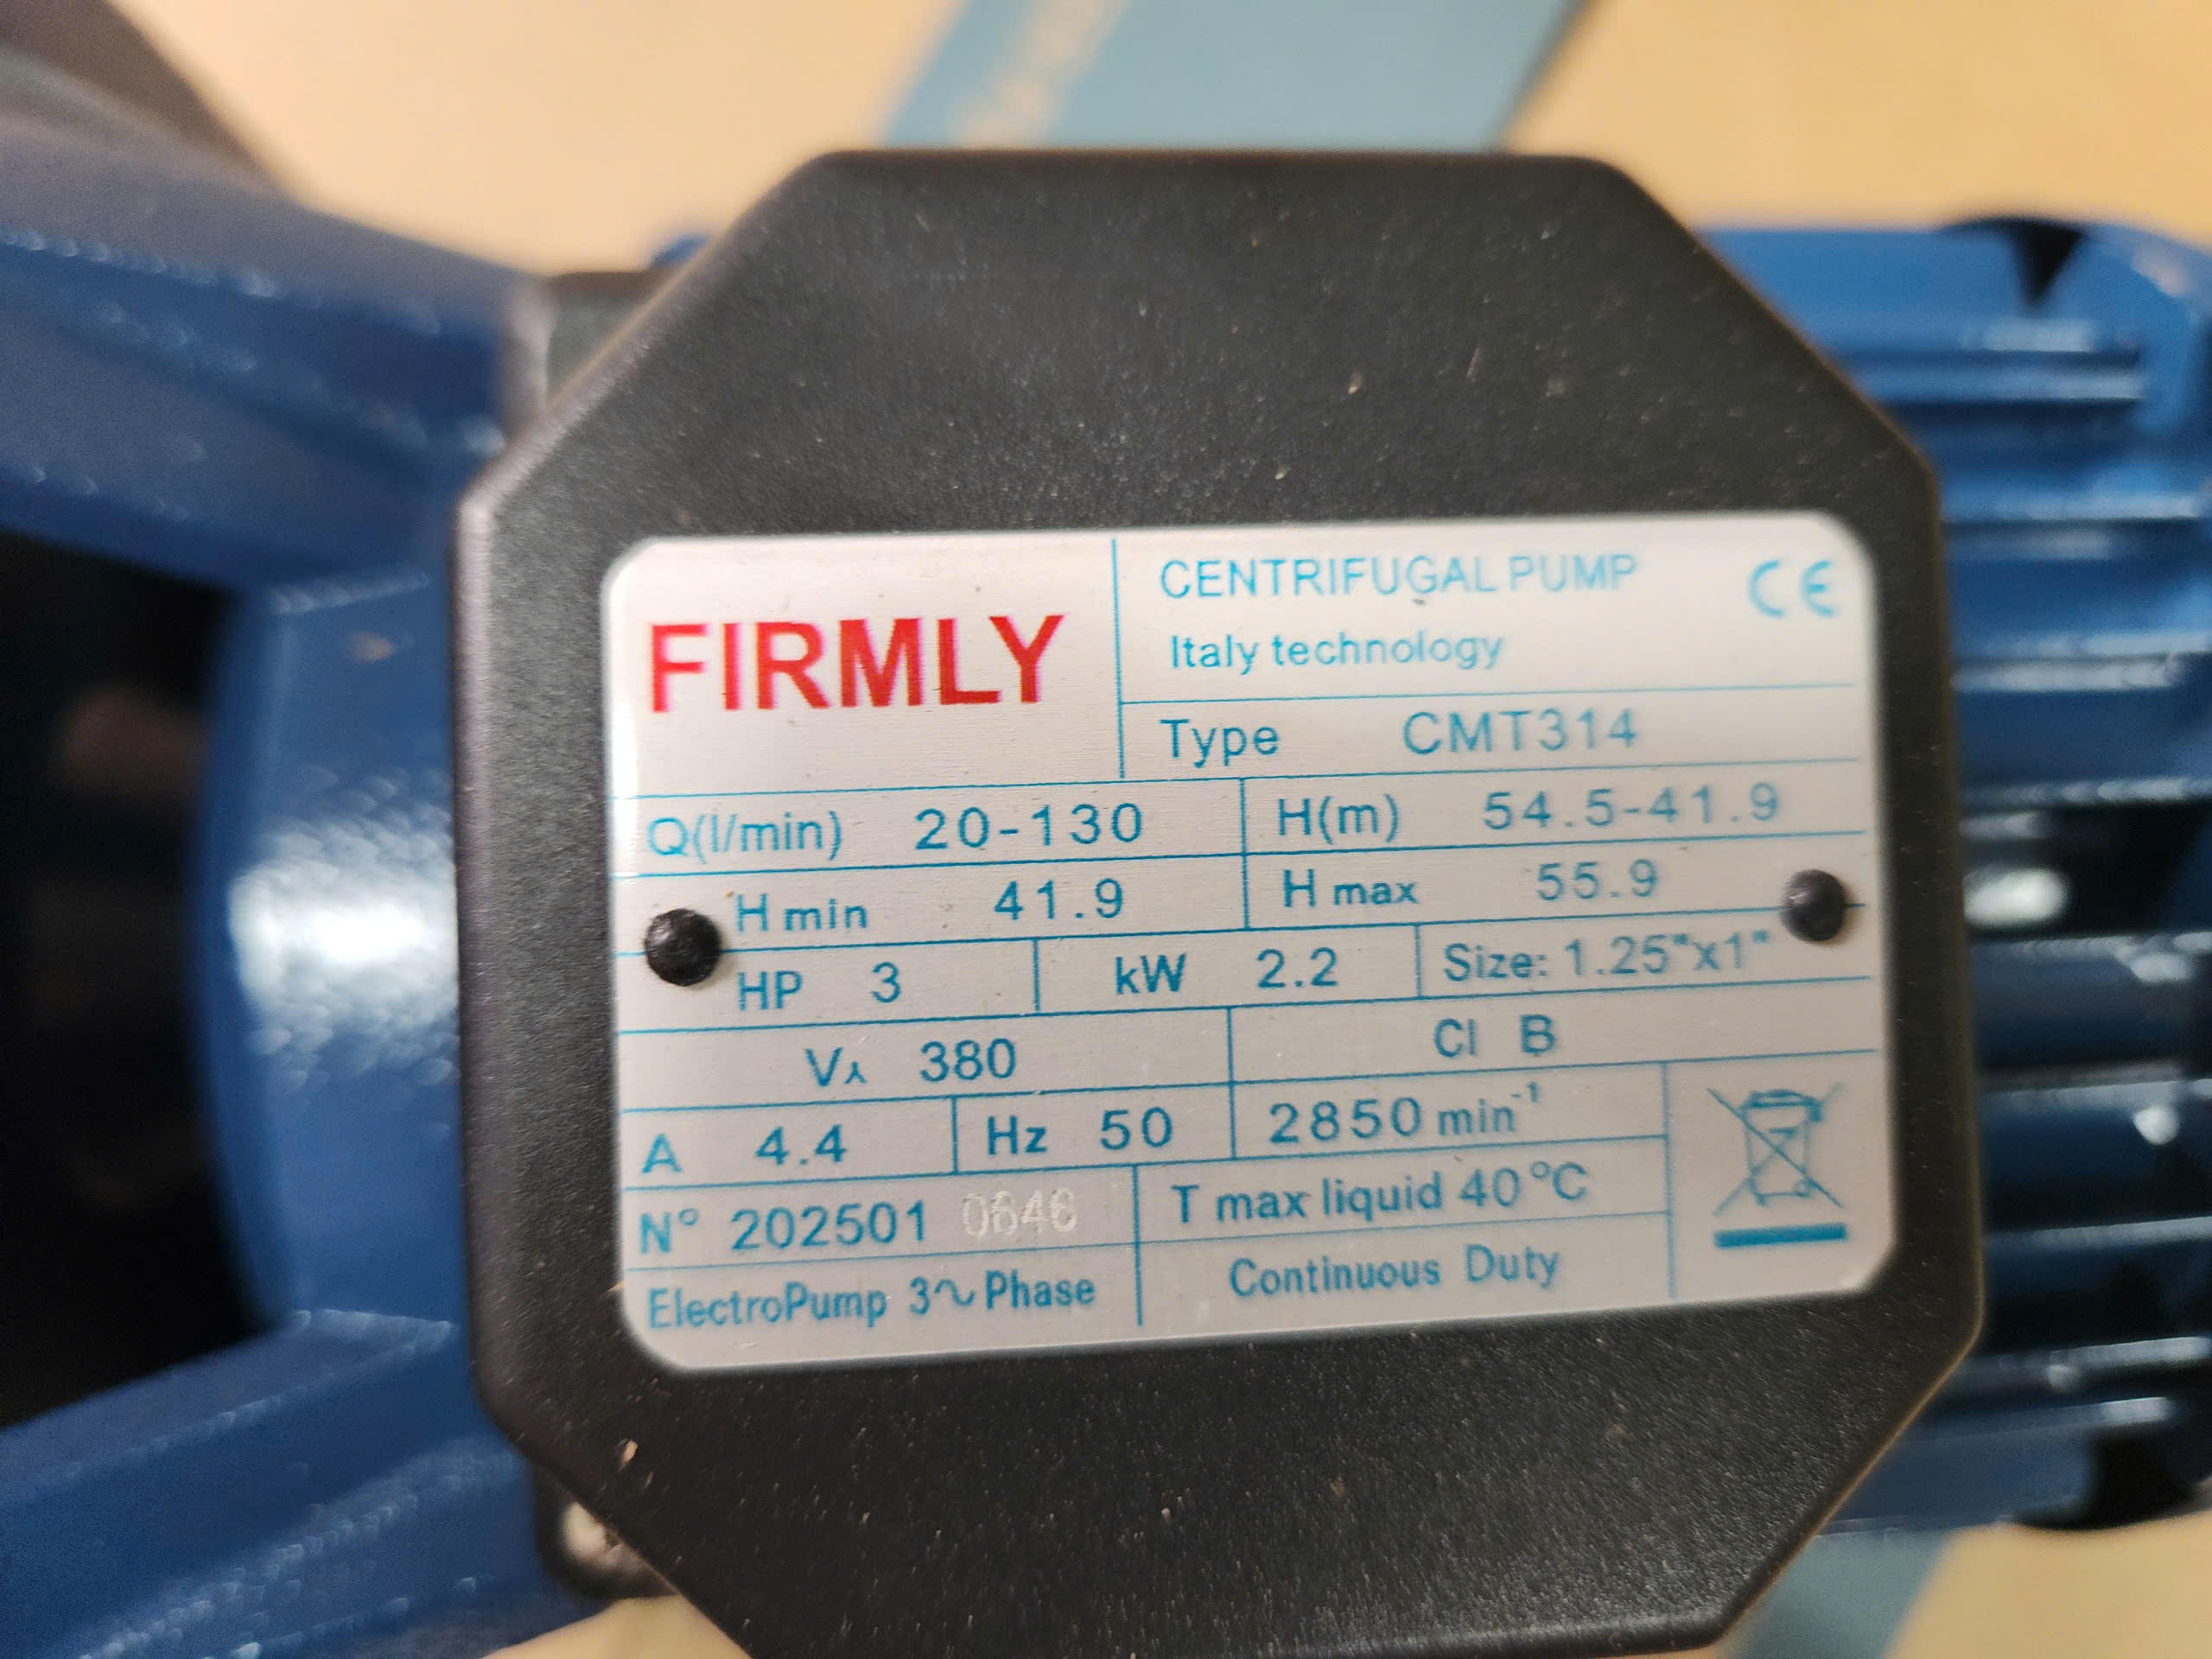 FIRMLY
CENTRIFUGAL PUMP CE
Italy technology
Type CMT314
Q(l/min) 20-130 H(m) 54.5-41.9
H min 41.9 H max 55.9
HP 3 kW 2.2 Size: 1.25"x1"
V⅄ 380 Cl B
A 4.4 Hz 50 2850 min⁻¹
N° 202501 0646 T max liquid 40°C
ElectroPump 3~Phase Continuous Duty